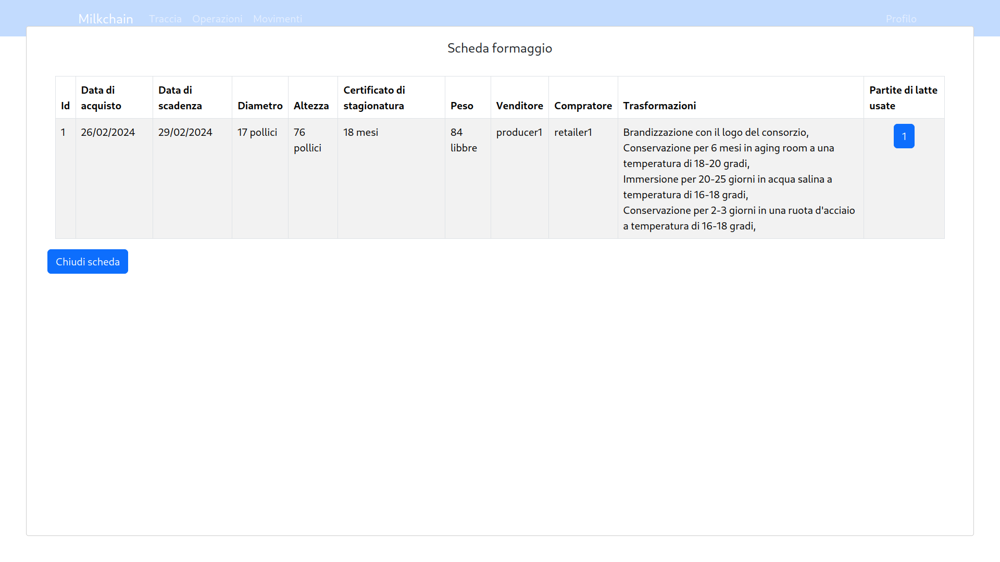 Milkchain Traccia Operazioni Movimenti Profilo
Scheda formaggio
Id Data di acquisto Data di scadenza Diametro Altezza Certificato di stagionatura Peso Venditore Compratore Trasformazioni Partite di latte usate
1 26/02/2024 29/02/2024 17 pollici 76 pollici 18 mesi 84 libbre producer1 retailer1 Brandizzazione con il logo del consorzio, 1
Conservazione per 6 mesi in aging room a una
temperatura di 18-20 gradi,
Immersione per 20-25 giorni in acqua salina a
temperatura di 16-18 gradi,
Conservazione per 2-3 giorni in una ruota d'acciaio
a temperatura di 16-18 gradi,
Chiudi scheda